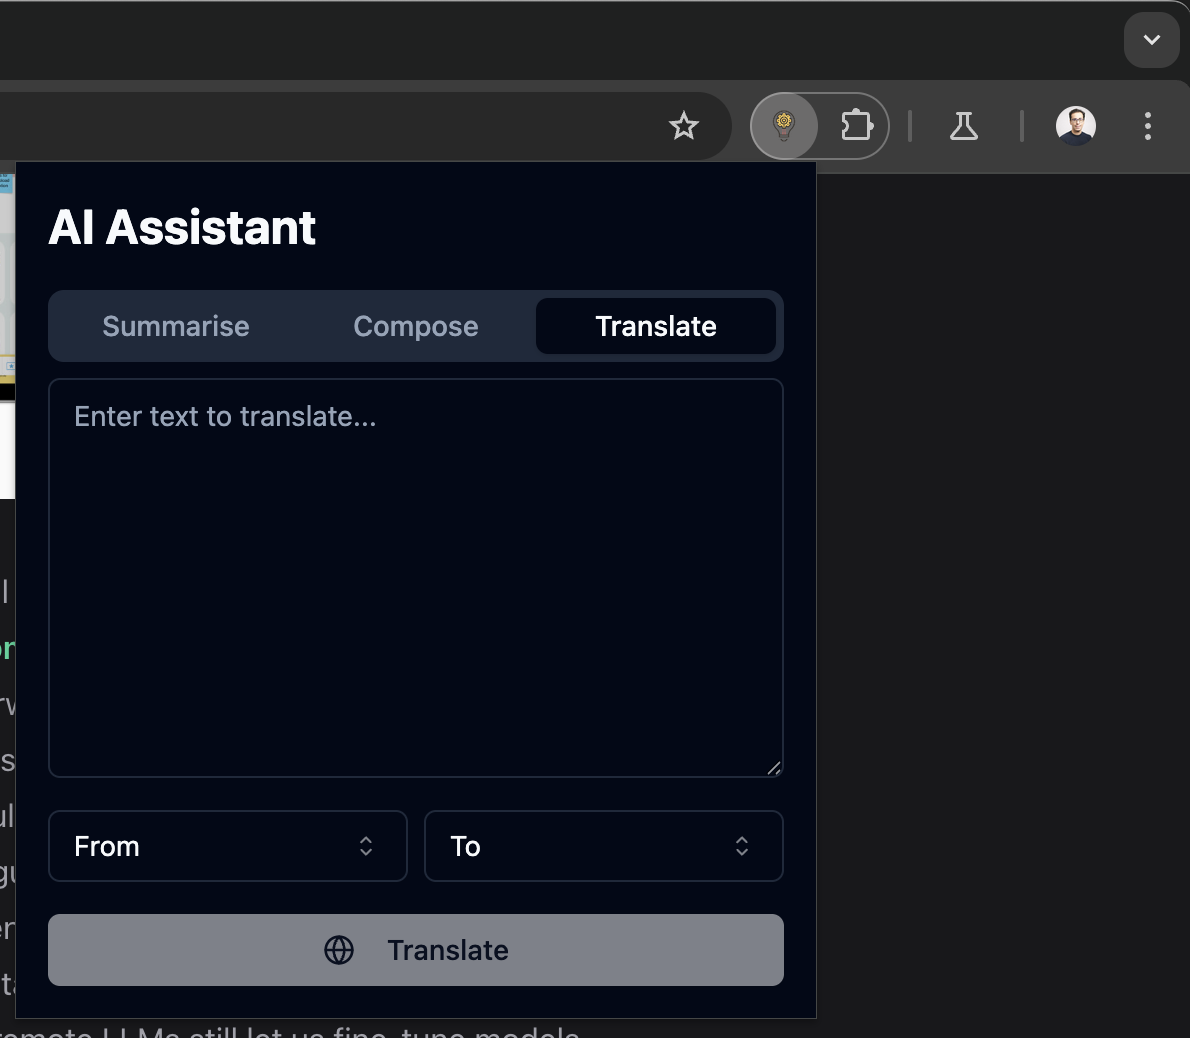 AI Assistant
Summarise Compose Translate
Enter text to translate...
From To
Translate
LLMs still let us fine-tune models